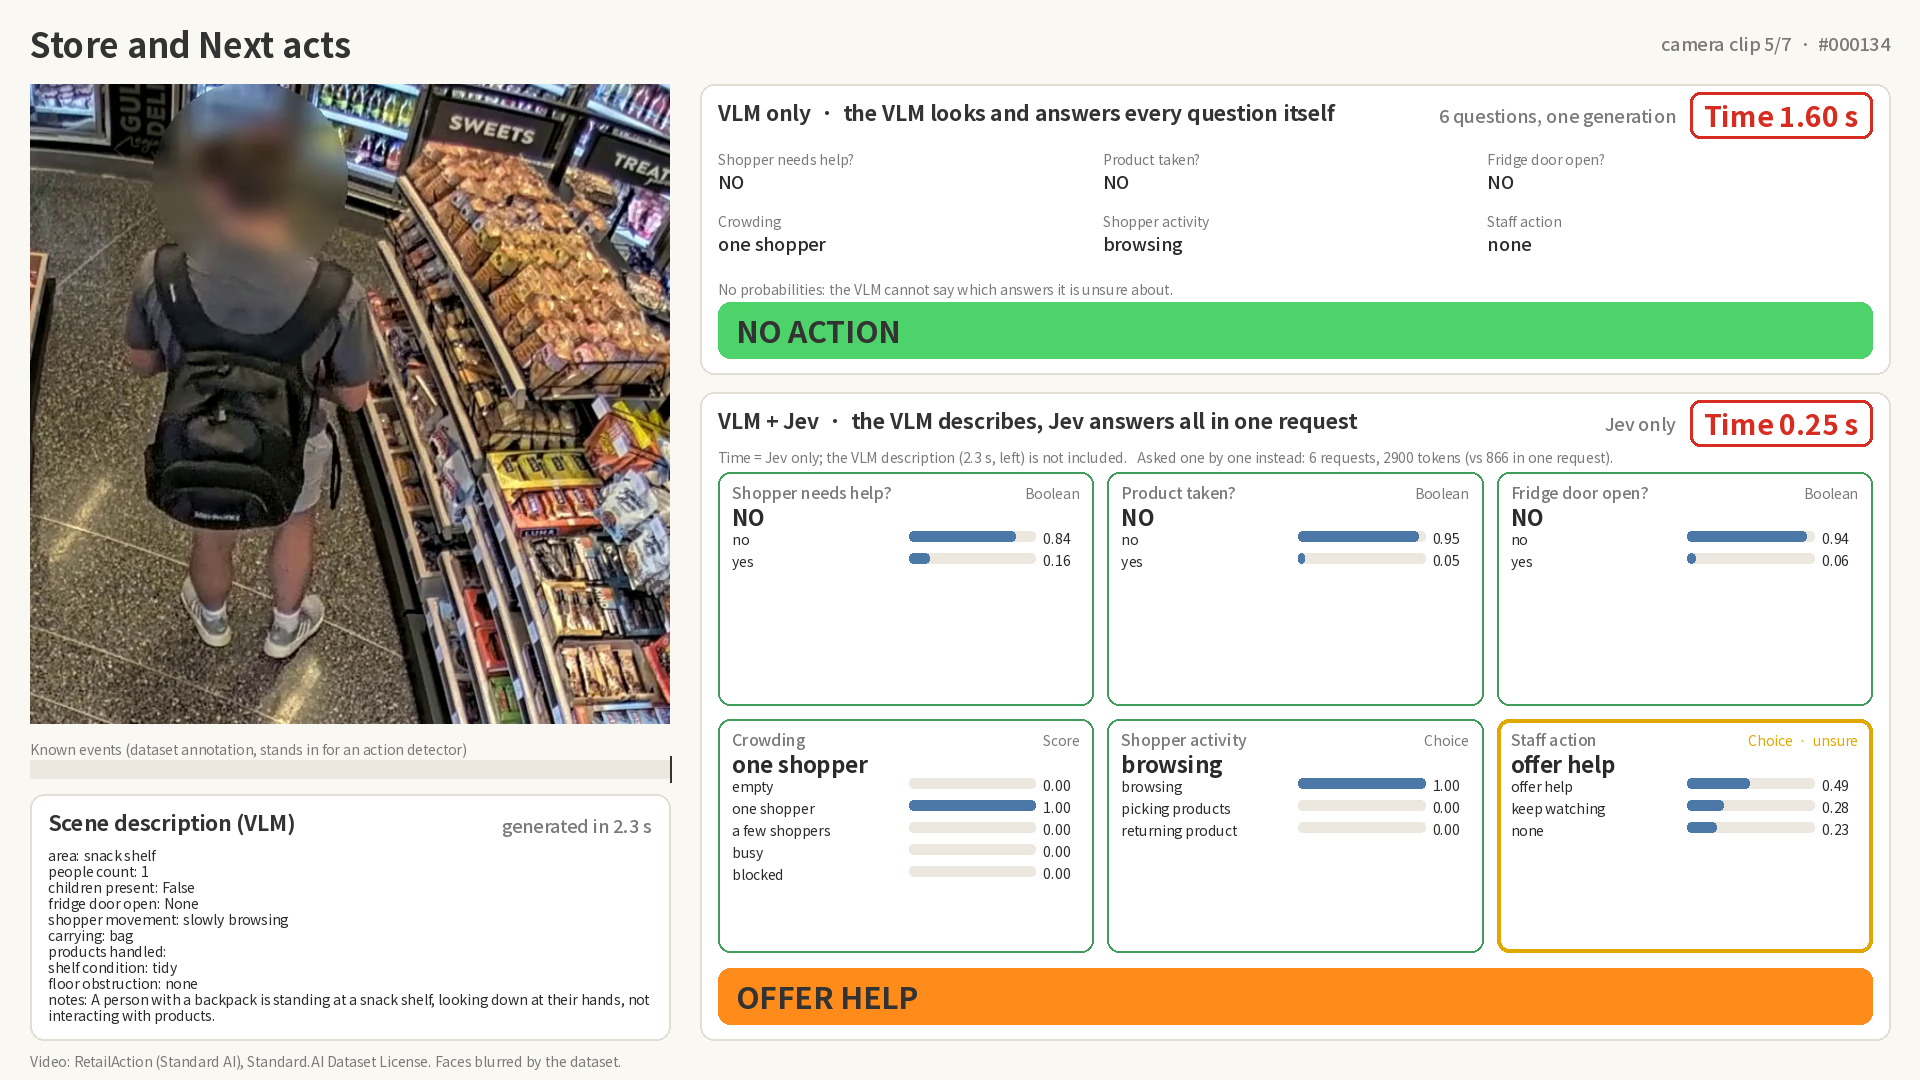 Store and Next acts
camera clip 5/7 · #000134
SWEETS
TREAT
LUNA
Known events (dataset annotation, stands in for an action detector)
Scene description (VLM)
generated in 2.3 s
area: snack shelf
people count: 1
children present: False
fridge door open: None
shopper movement: slowly browsing
carrying: bag
products handled:
shelf condition: tidy
floor obstruction: none
notes: A person with a backpack is standing at a snack shelf, looking down at their hands, not
interacting with products.
Video: RetailAction (Standard AI), Standard.AI Dataset License. Faces blurred by the dataset.
VLM only · the VLM looks and answers every question itself
6 questions, one generation
Time 1.60 s
Shopper needs help?
NO
Product taken?
NO
Fridge door open?
NO
Crowding
one shopper
Shopper activity
browsing
Staff action
none
No probabilities: the VLM cannot say which answers it is unsure about.
NO ACTION
VLM + Jev · the VLM describes, Jev answers all in one request
Jev only
Time 0.25 s
Time = Jev only; the VLM description (2.3 s, left) is not included. Asked one by one instead: 6 requests, 2900 tokens (vs 866 in one request).
Shopper needs help? Boolean
NO
no 0.84
yes 0.16
Product taken? Boolean
NO
no 0.95
yes 0.05
Fridge door open? Boolean
NO
no 0.94
yes 0.06
Crowding Score
one shopper
empty 0.00
one shopper 1.00
a few shoppers 0.00
busy 0.00
blocked 0.00
Shopper activity Choice
browsing
browsing 1.00
picking products 0.00
returning product 0.00
Staff action Choice · unsure
offer help
offer help 0.49
keep watching 0.28
none 0.23
OFFER HELP